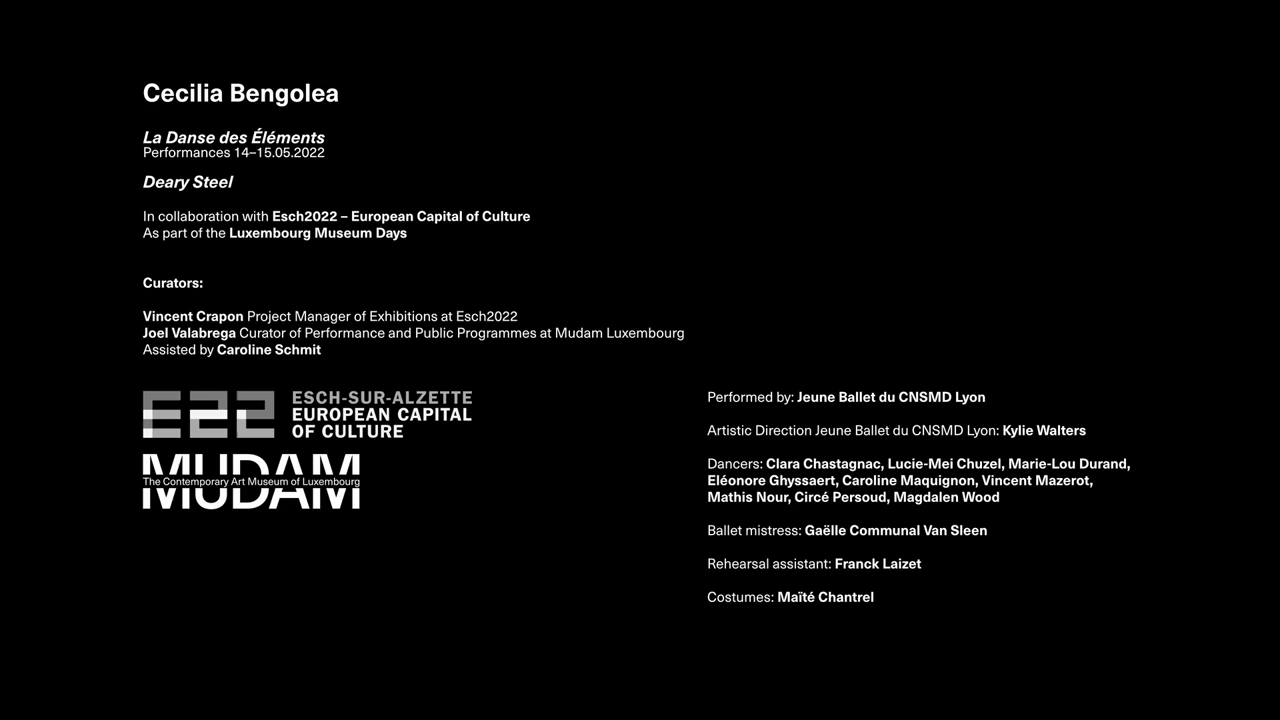 Cecilia Bengolea
La Danse des Éléments
Performances 14–15.05.2022
Deary Steel
In collaboration with Esch2022 – European Capital of Culture
As part of the Luxembourg Museum Days
Curators:
Vincent Crapon Project Manager of Exhibitions at Esch2022
Joel Valabrega Curator of Performance and Public Programmes at Mudam Luxembourg
Assisted by Caroline Schmit
E22
ESCH-SUR-ALZETTE
EUROPEAN CAPITAL
OF CULTURE
MUDAM
The Contemporary Art Museum of Luxembourg
Performed by: Jeune Ballet du CNSMD Lyon
Artistic Direction Jeune Ballet du CNSMD Lyon: Kylie Walters
Dancers: Clara Chastagnac, Lucie-Mei Chuzel, Marie-Lou Durand,
Eléonore Ghyssaert, Caroline Maquignon, Vincent Mazerot,
Mathis Nour, Circé Persoud, Magdalen Wood
Ballet mistress: Gaëlle Communal Van Sleen
Rehearsal assistant: Franck Laizet
Costumes: Maïté Chantrel